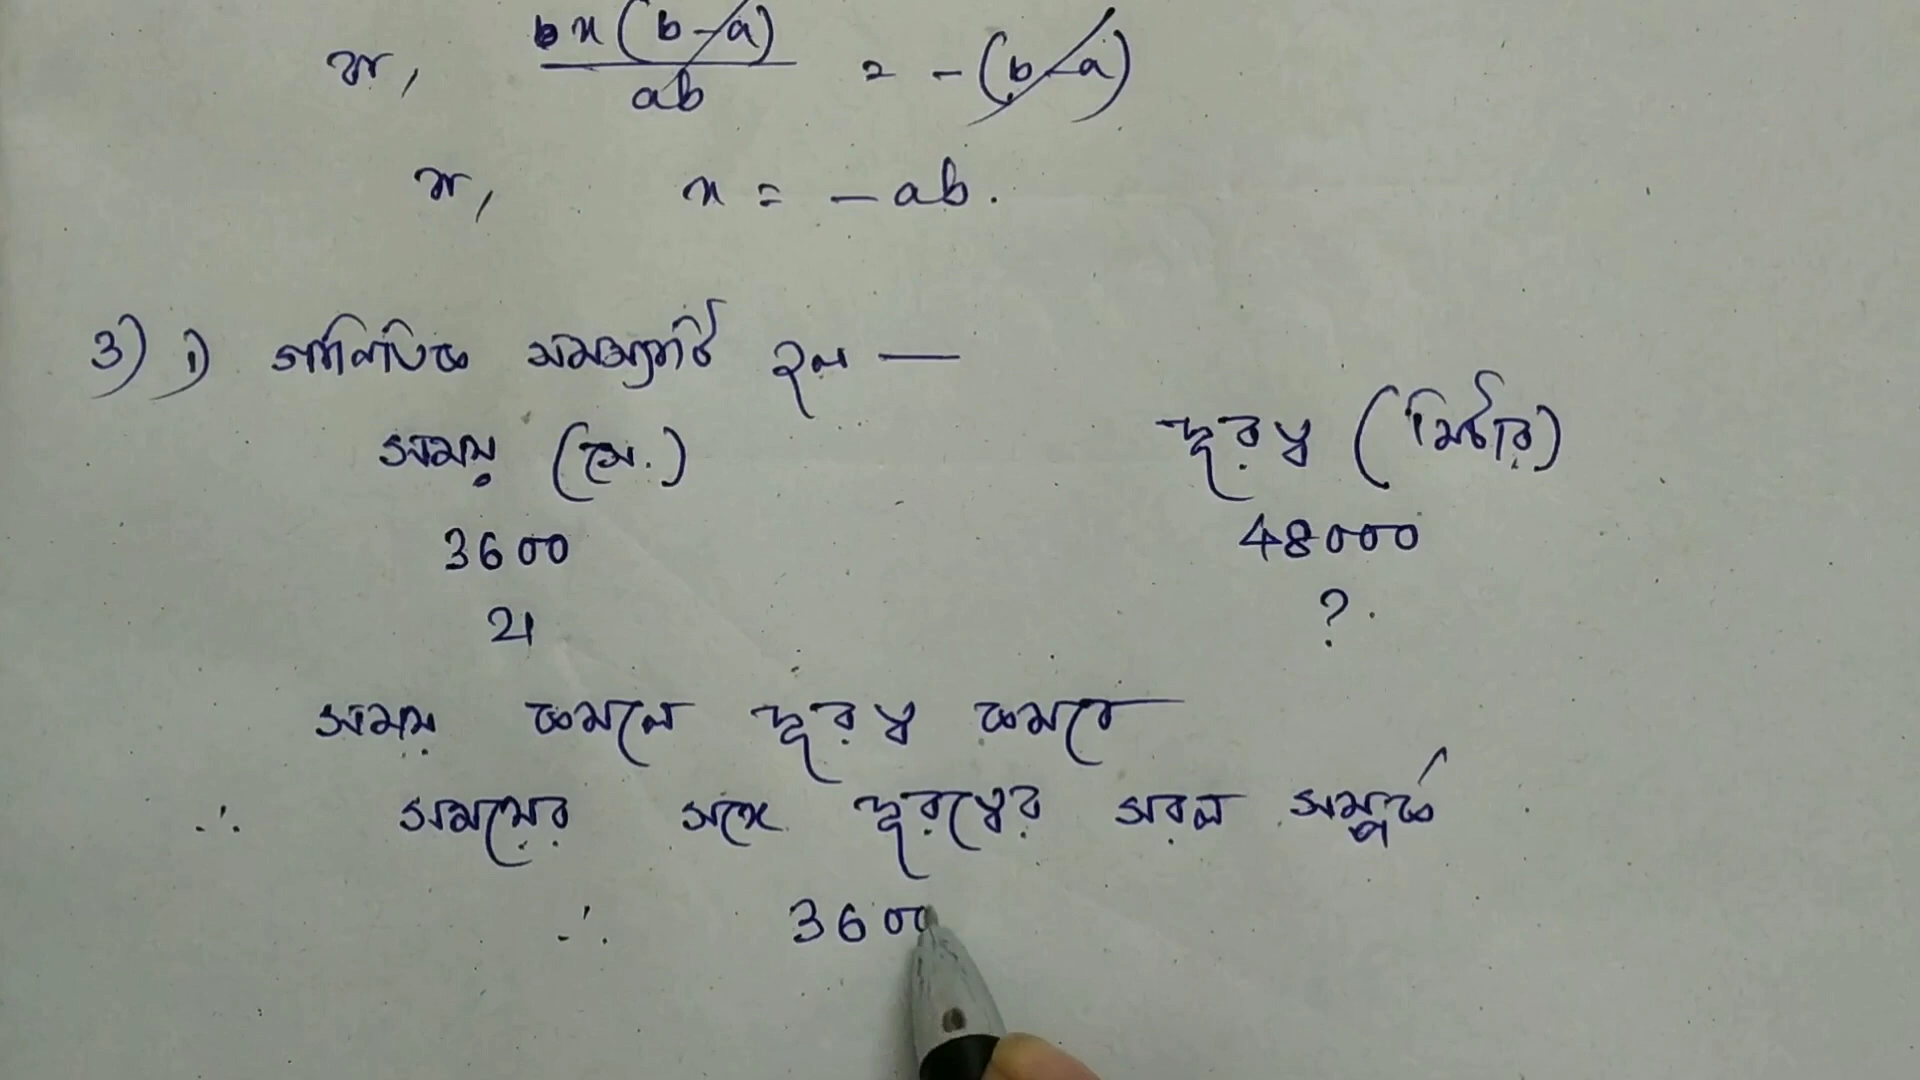 বা, bx(b-a)/ab = -(b-a)
বা, x = -ab.
3) i) গাণিতিক সমস্যাটি হল —
সময় (সে.) দূরত্ব (মিটার)
3600 48000
21 ?
সময় কমলে দূরত্ব কমবে
∴ সময়ের সঙ্গে দূরত্বের সরল সম্পর্ক
∴ 3600